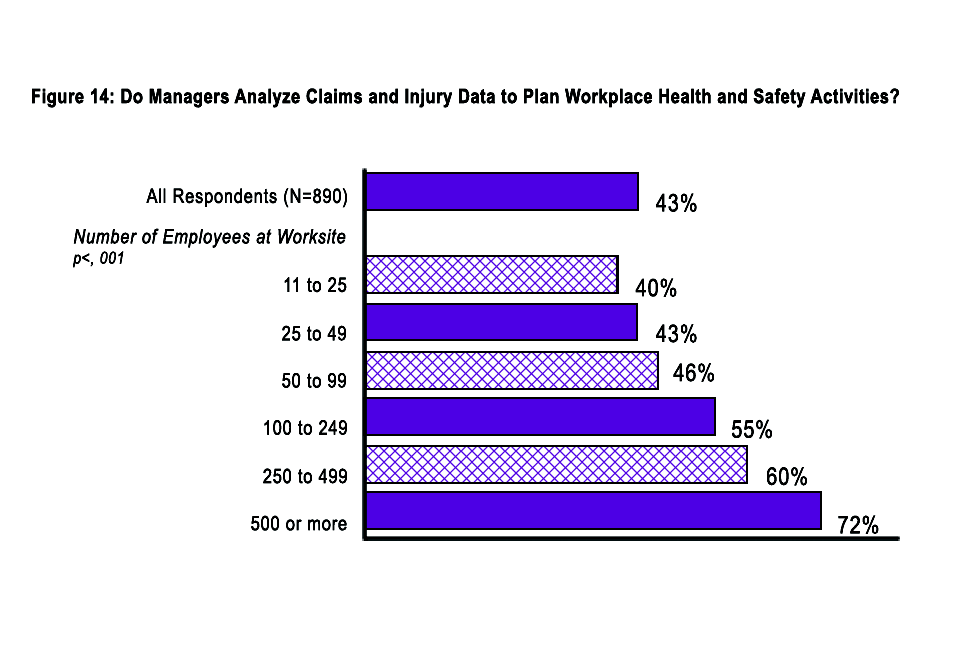 Figure 14: Do Managers Analyze Claims and Injury Data to Plan Workplace Health and Safety Activities?
All Respondents (N=890)
43%
Number of Employees at Worksite
p<, 001
11 to 25
40%
25 to 49
43%
50 to 99
46%
100 to 249
55%
250 to 499
60%
500 or more
72%